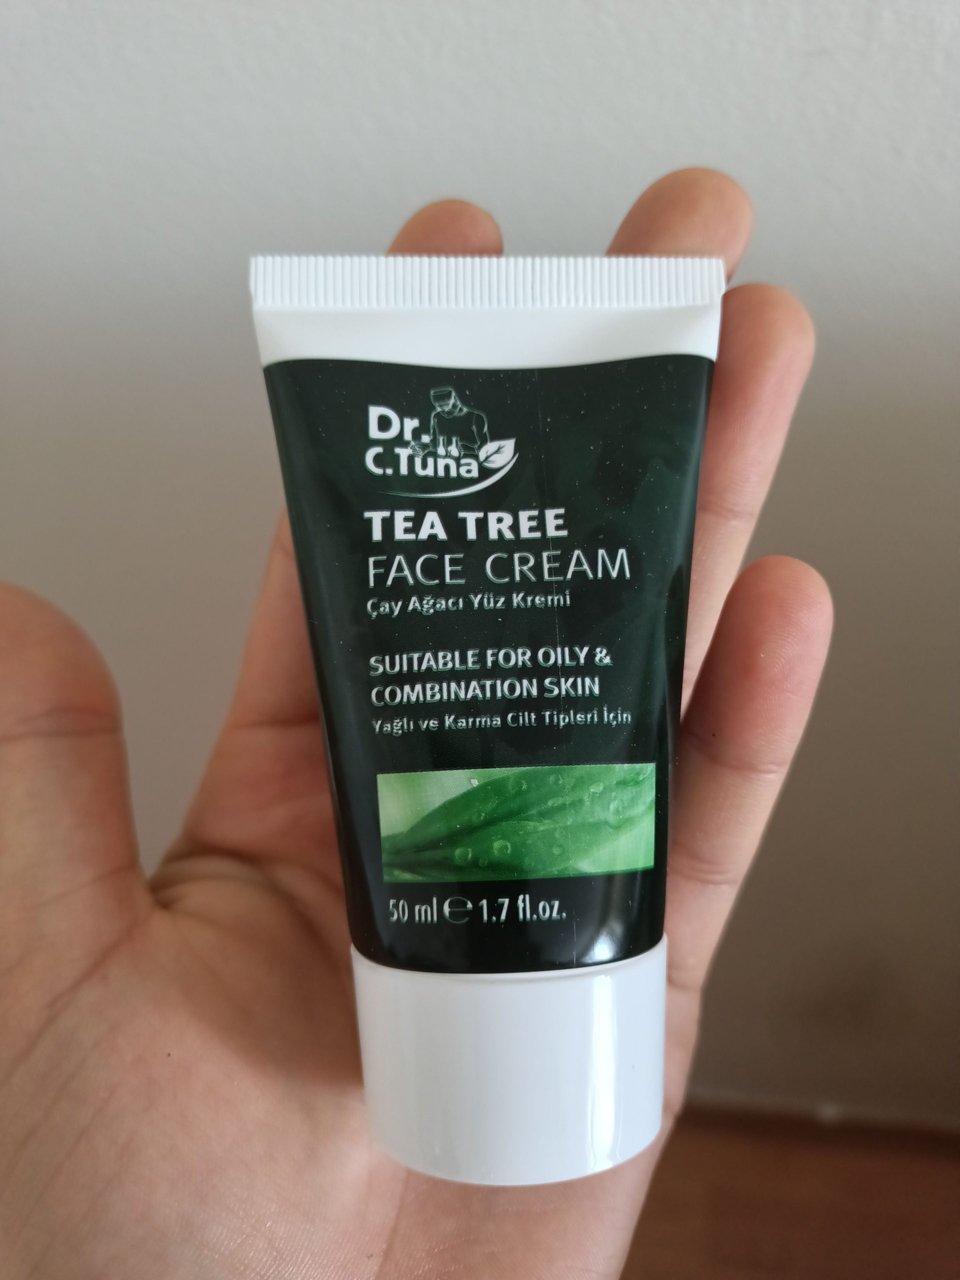 Dr.
C.Tuna
TEA TREE
FACE CREAM
Çay Ağacı Yüz Kremi
SUITABLE FOR OILY &
COMBINATION SKIN
Yağlı ve Karma Cilt Tipleri İçin
50 ml ℮ 1.7 fl.oz.